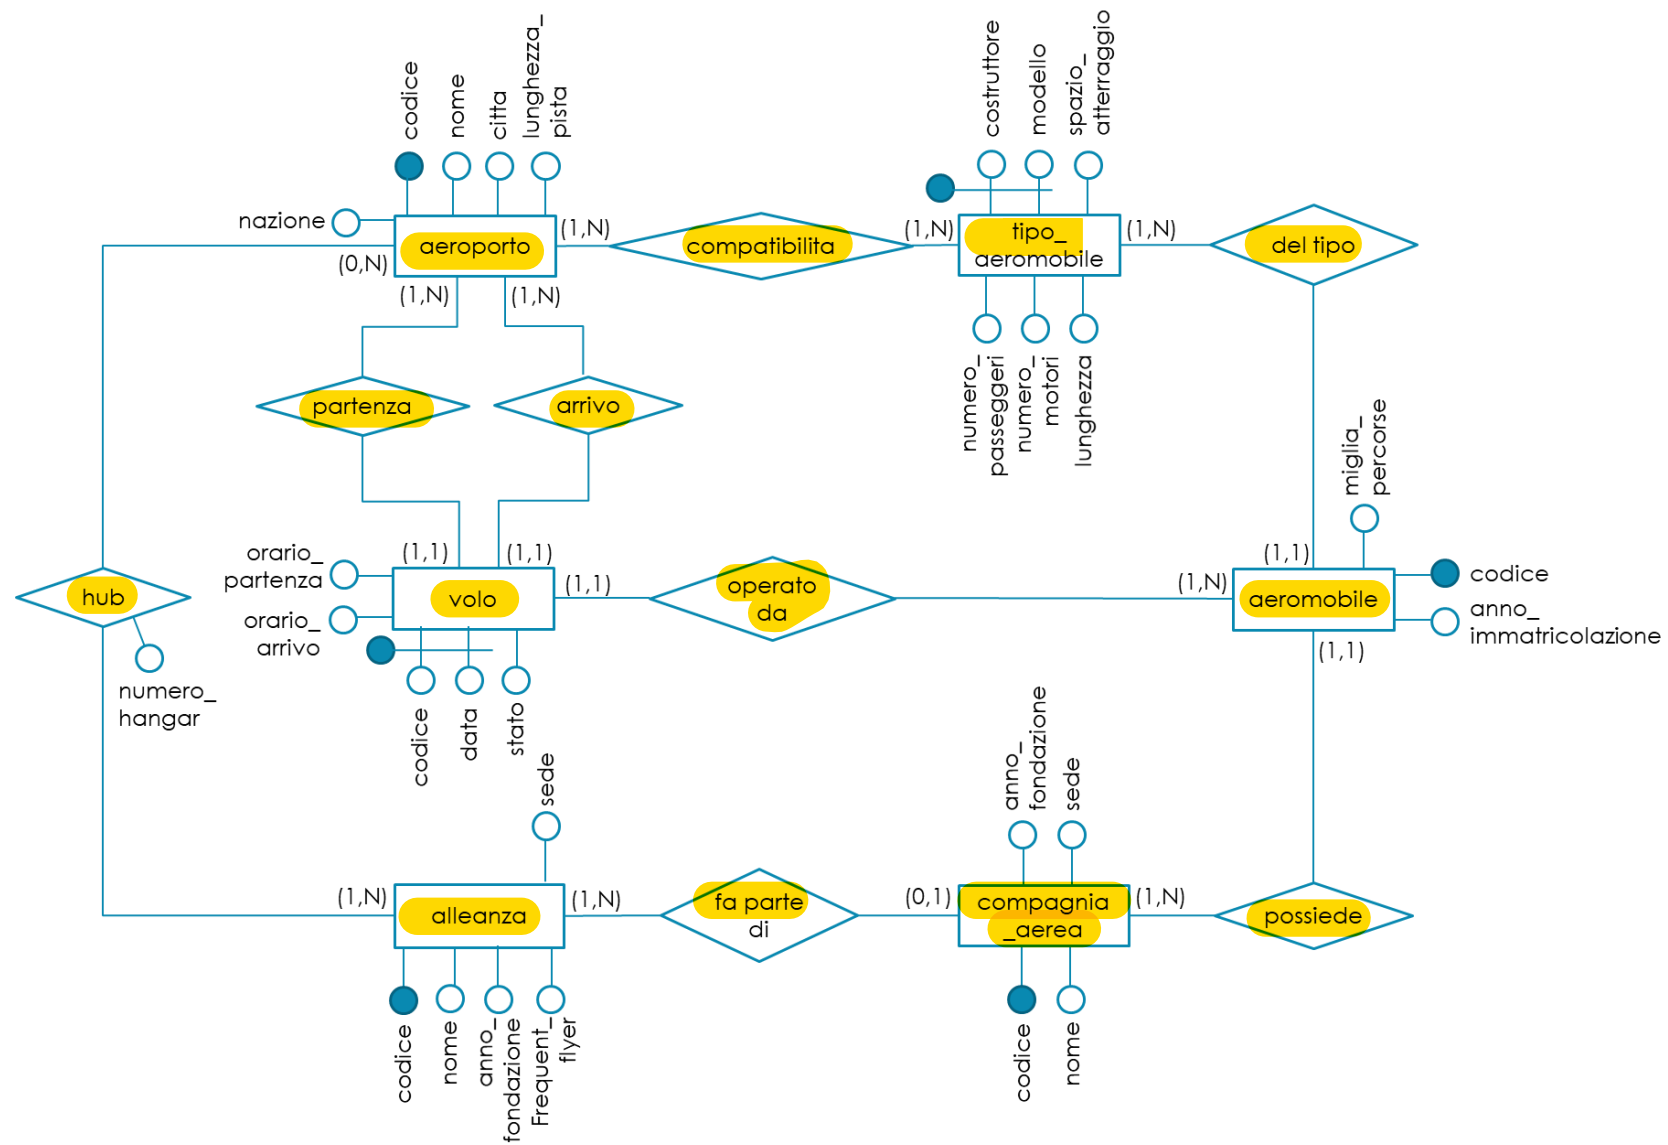 codice
nome
citta
lunghezza_
pista
nazione
aeroporto
(0,N)
(1,N)
(1,N)
(1,N)
compatibilita
(1,N)
costruttore
modello
spazio_
atterraggio
tipo_
aeromobile
(1,N)
numero_
passeggeri
numero_
motori
lunghezza
del tipo
partenza
arrivo
miglia_
percorse
hub
numero_
hangar
orario_
partenza
orario_
arrivo
(1,1)
(1,1)
volo
(1,1)
codice
data
stato
operato
da
(1,N)
(1,1)
aeromobile
codice
anno_
immatricolazione
(1,1)
sede
(1,N)
alleanza
(1,N)
codice
nome
anno_
fondazione
Frequent_
flyer
fa parte
di
(0,1)
anno_
fondazione
sede
compagnia
_aerea
(1,N)
codice
nome
possiede